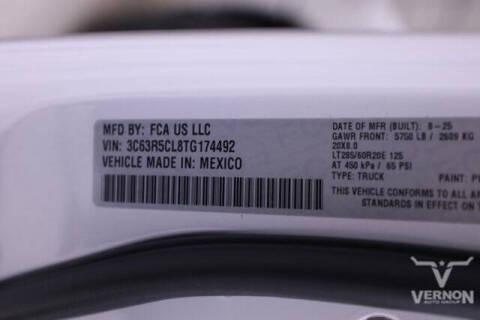 MFD BY: FCA US LLC
VIN: 3C63R5CL8TG174492
VEHICLE MADE IN: MEXICO
DATE OF MFR (BUILT): 8-25
GAWR FRONT: 5750 LB / 2609 KG
20X8.0
LT285/60R20E 125
AT 450 kPa / 65 PSI
TYPE: TRUCK PAINT:
THIS VEHICLE CONFORMS TO ALL
STANDARDS IN EFFECT ON
VERNON
AUTO GROUP